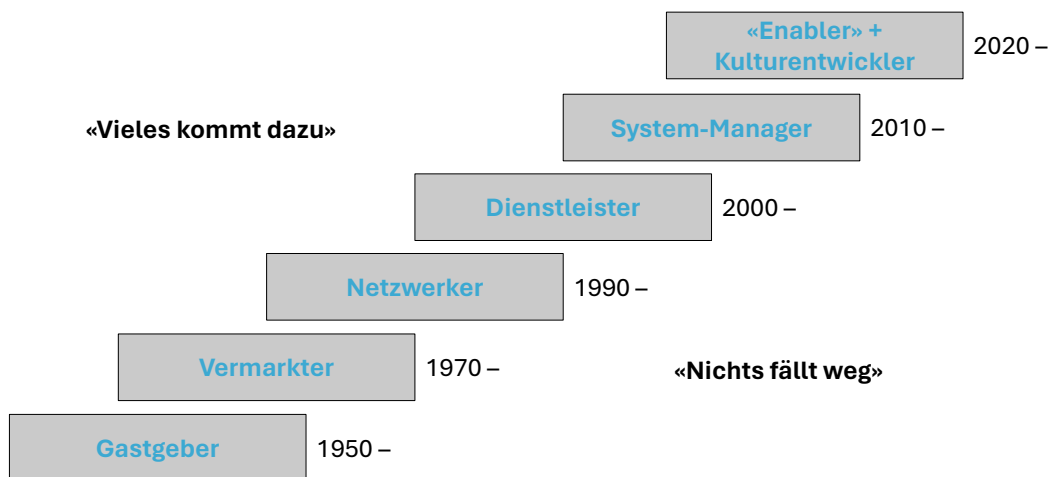 «Enabler» +
Kulturentwickler
2020 –
«Vieles kommt dazu»
System-Manager
2010 –
Dienstleister
2000 –
Netzwerker
1990 –
Vermarkter
1970 –
«Nichts fällt weg»
Gastgeber
1950 –